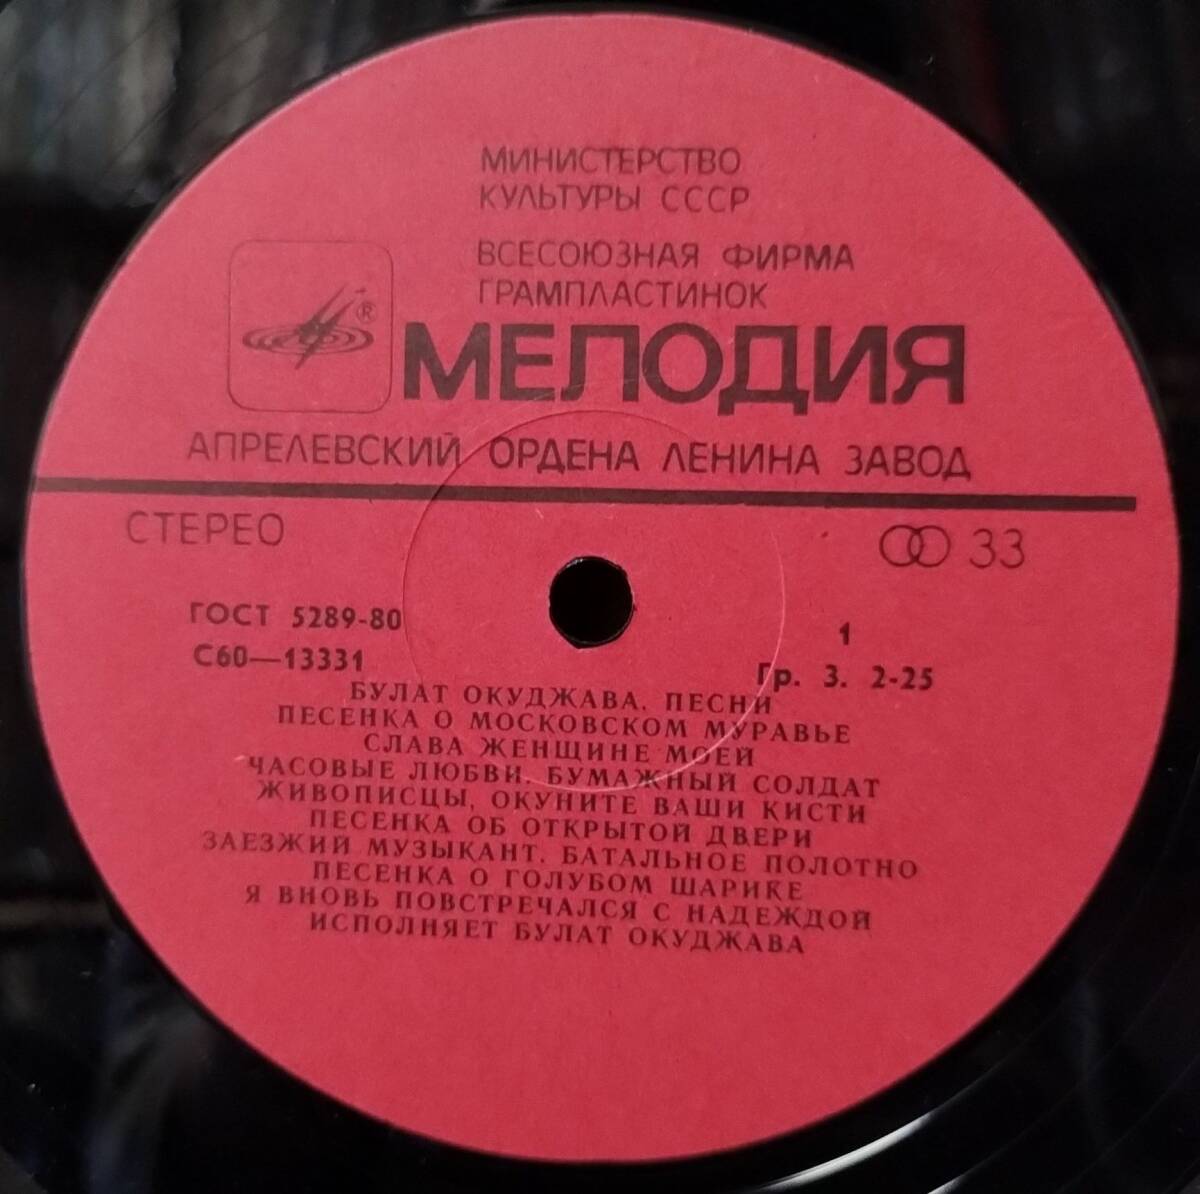 МИНИСТЕРСТВО
КУЛЬТУРЫ СССР
ВСЕСОЮЗНАЯ ФИРМА
ГРАМПЛАСТИНОК
®
МЕЛОДИЯ
АПРЕЛЕВСКИЙ ОРДЕНА ЛЕНИНА ЗАВОД
СТЕРЕО
33
ГОСТ 5289-80
С60—13331
1
Гр. 3. 2-25
БУЛАТ ОКУДЖАВА. ПЕСНИ
ПЕСЕНКА О МОСКОВСКОМ МУРАВЬЕ
СЛАВА ЖЕНЩИНЕ МОЕЙ
ЧАСОВЫЕ ЛЮБВИ. БУМАЖНЫЙ СОЛДАТ
ЖИВОПИСЦЫ, ОКУНИТЕ ВАШИ КИСТИ
ПЕСЕНКА ОБ ОТКРЫТОЙ ДВЕРИ
ЗАЕЗЖИЙ МУЗЫКАНТ. БАТАЛЬНОЕ ПОЛОТНО
ПЕСЕНКА О ГОЛУБОМ ШАРИКЕ
Я ВНОВЬ ПОВСТРЕЧАЛСЯ С НАДЕЖДОЙ
ИСПОЛНЯЕТ БУЛАТ ОКУДЖАВА